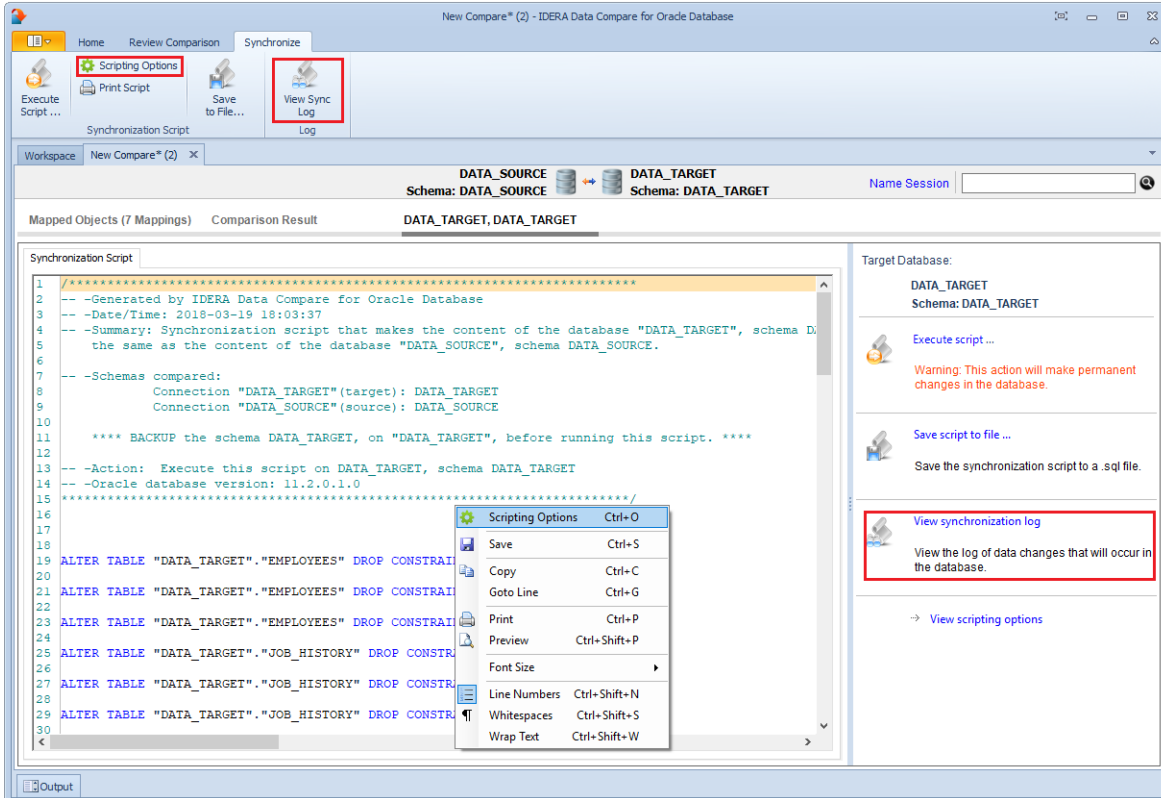 New Compare* (2) - IDERA Data Compare for Oracle Database
Home Review Comparison Synchronize
Execute Script ...
Scripting Options
Print Script
Save to File...
View Sync Log
Synchronization Script
Log
Workspace New Compare* (2)
DATA_SOURCE
Schema: DATA_SOURCE
DATA_TARGET
Schema: DATA_TARGET
Name Session
Mapped Objects (7 Mappings) Comparison Result DATA_TARGET, DATA_TARGET
Synchronization Script
1 /**************************************************************************
2 -- -Generated by IDERA Data Compare for Oracle Database
3 -- -Date/Time: 2018-03-19 18:03:37
4 -- -Summary: Synchronization script that makes the content of the database "DATA_TARGET", schema
5 the same as the content of the database "DATA_SOURCE", schema DATA_SOURCE.
6
7 -- -Schemas compared:
8 Connection "DATA_TARGET"(target): DATA_TARGET
9 Connection "DATA_SOURCE"(source): DATA_SOURCE
10
11 **** BACKUP the schema DATA_TARGET, on "DATA_TARGET", before running this script. ****
12
13 -- -Action: Execute this script on DATA_TARGET, schema DATA_TARGET
14 -- -Oracle database version: 11.2.0.1.0
15 **************************************************************************/
16
17
18
19 ALTER TABLE "DATA_TARGET"."EMPLOYEES" DROP CONSTRAI
20
21 ALTER TABLE "DATA_TARGET"."EMPLOYEES" DROP CONSTRAI
22
23 ALTER TABLE "DATA_TARGET"."EMPLOYEES" DROP CONSTRAI
24
25 ALTER TABLE "DATA_TARGET"."JOB_HISTORY" DROP CONSTR
26
27 ALTER TABLE "DATA_TARGET"."JOB_HISTORY" DROP CONSTR
28
29 ALTER TABLE "DATA_TARGET"."JOB_HISTORY" DROP CONSTR
30
Scripting Options Ctrl+O
Save Ctrl+S
Copy Ctrl+C
Goto Line Ctrl+G
Print Ctrl+P
Preview Ctrl+Shift+P
Font Size
Line Numbers Ctrl+Shift+N
Whitespaces Ctrl+Shift+S
Wrap Text Ctrl+Shift+W
Target Database:
DATA_TARGET
Schema: DATA_TARGET
Execute script ...
Warning: This action will make permanent
changes in the database.
Save script to file ...
Save the synchronization script to a .sql file.
View synchronization log
View the log of data changes that will occur in
the database.
View scripting options
Output